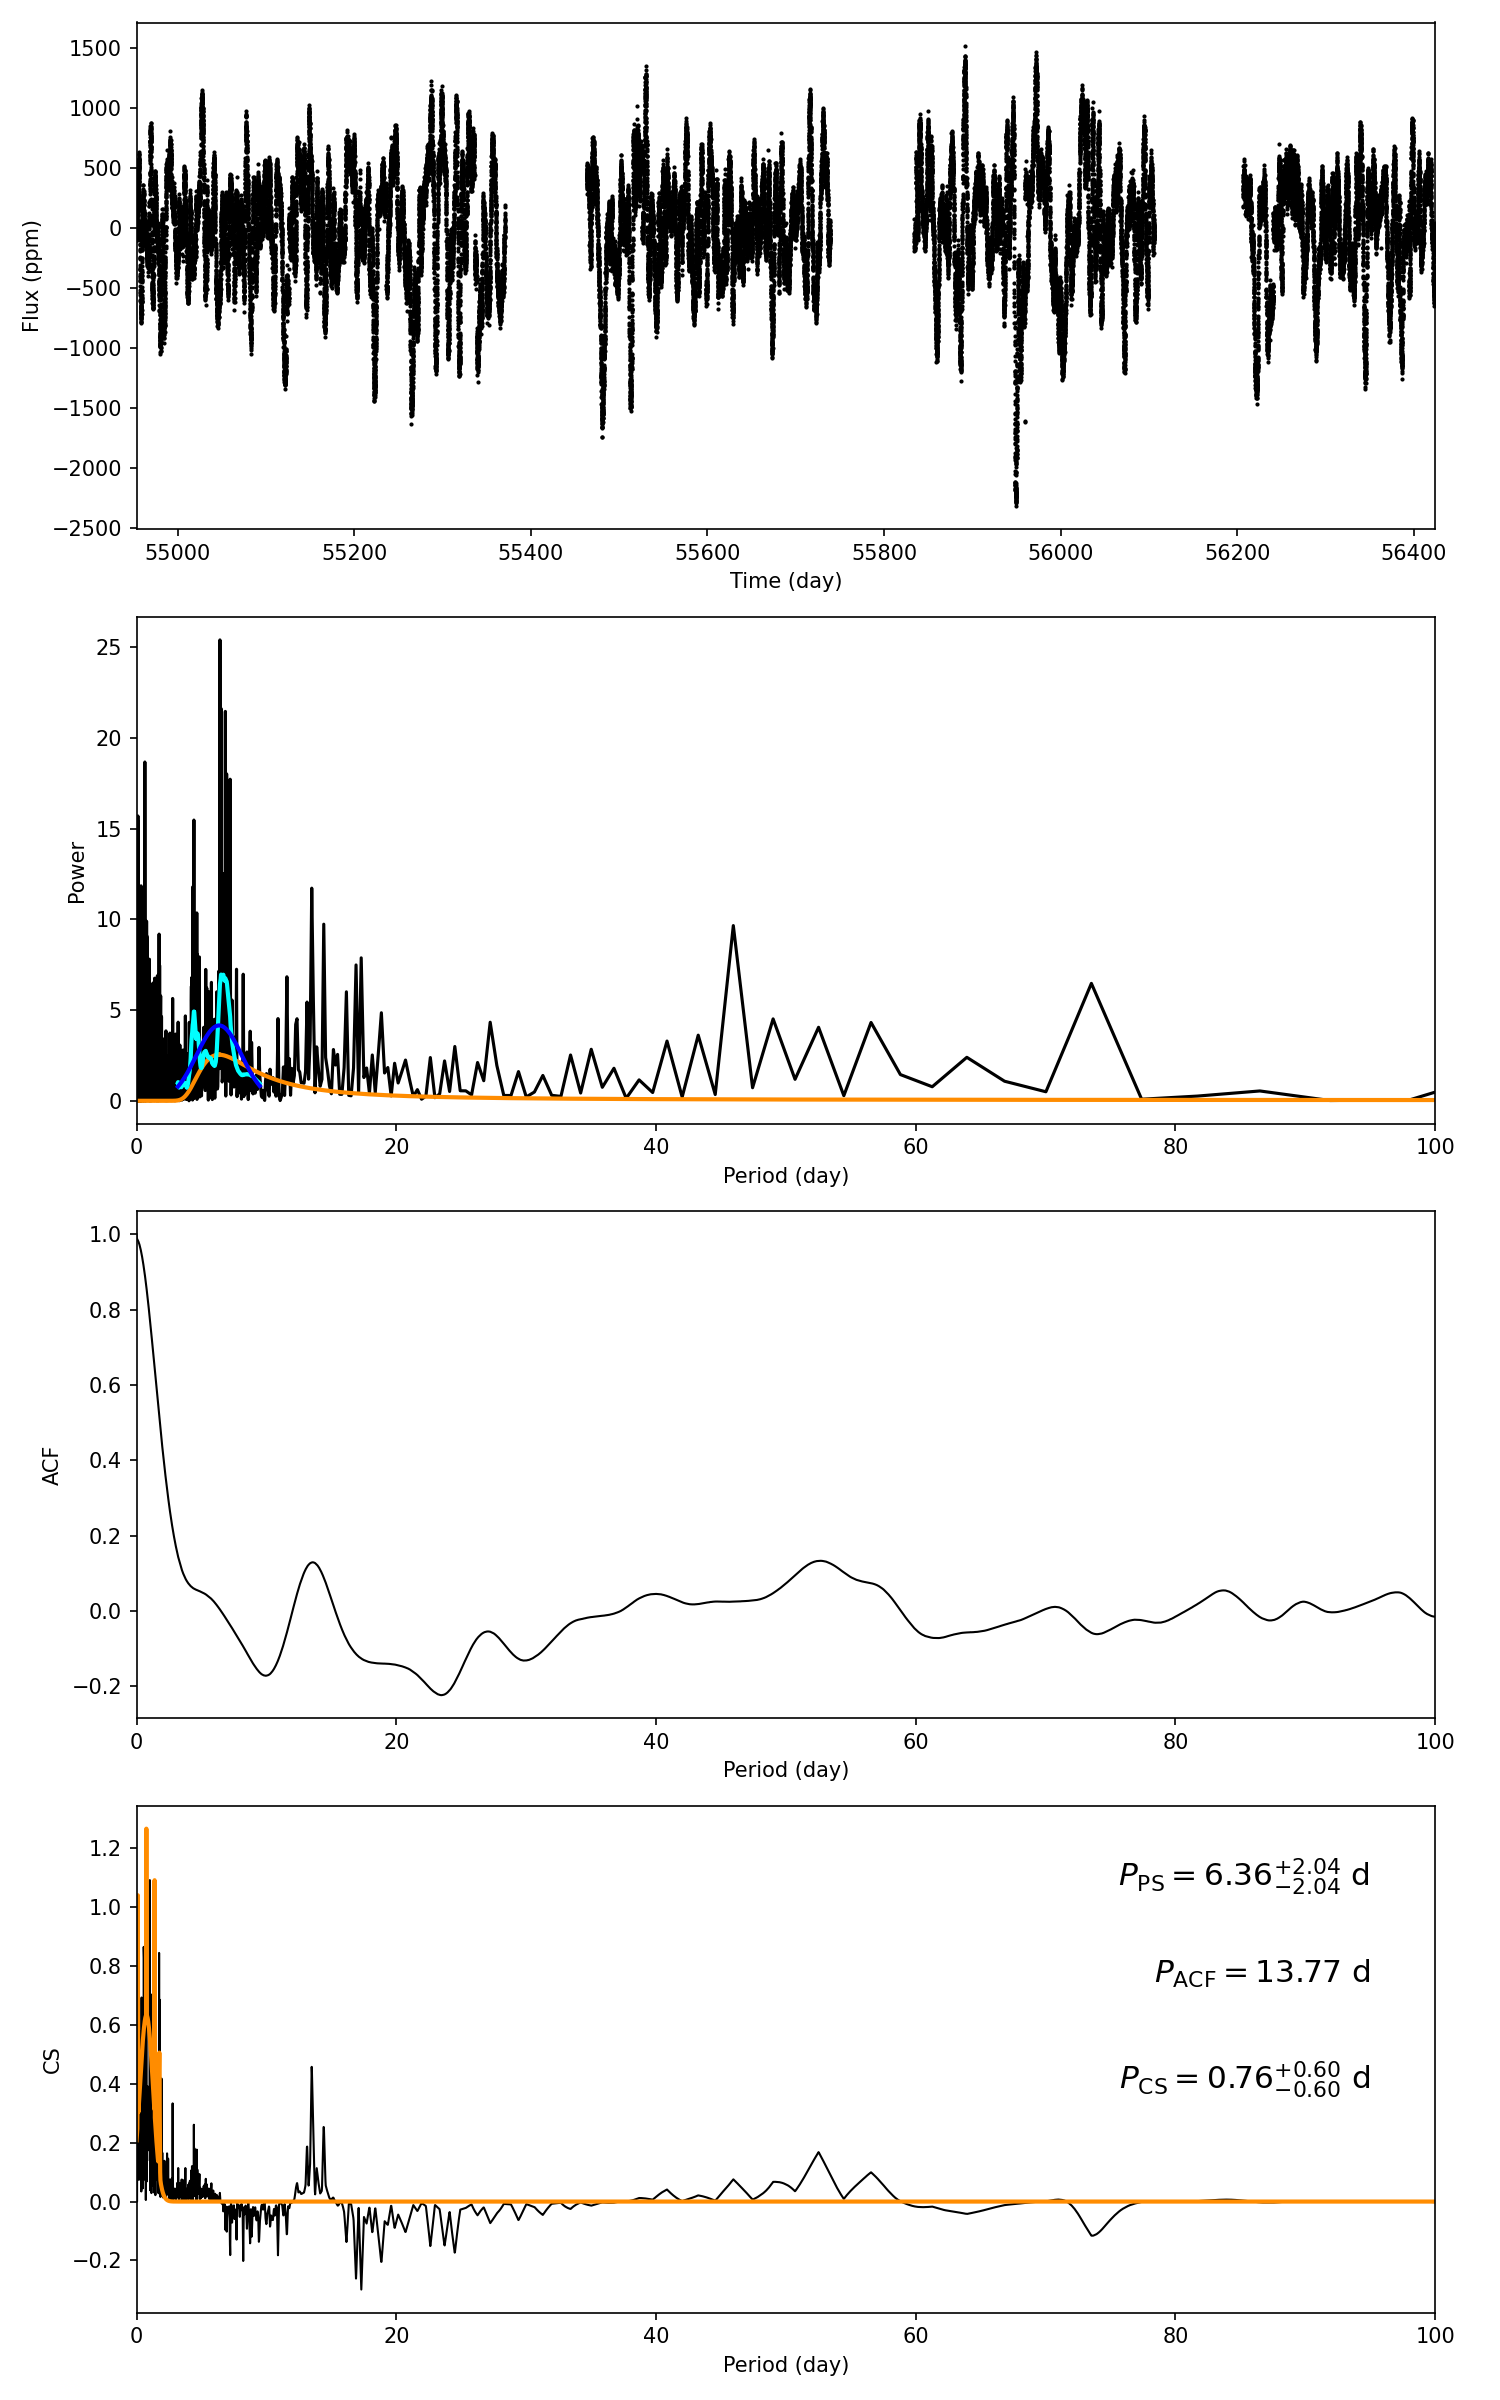 1500
1000
500
0
−500
−1000
−1500
−2000
−2500
Flux (ppm)
55000 55200 55400 55600 55800 56000 56200 56400
Time (day)
25
20
15
10
5
0
Power
0 20 40 60 80 100
Period (day)
1.0
0.8
0.6
0.4
0.2
0.0
−0.2
ACF
0 20 40 60 80 100
Period (day)
1.2
1.0
0.8
0.6
0.4
0.2
0.0
−0.2
CS
P_PS = 6.36^{+2.04}_{−2.04} d
P_ACF = 13.77 d
P_CS = 0.76^{+0.60}_{−0.60} d
0 20 40 60 80 100
Period (day)